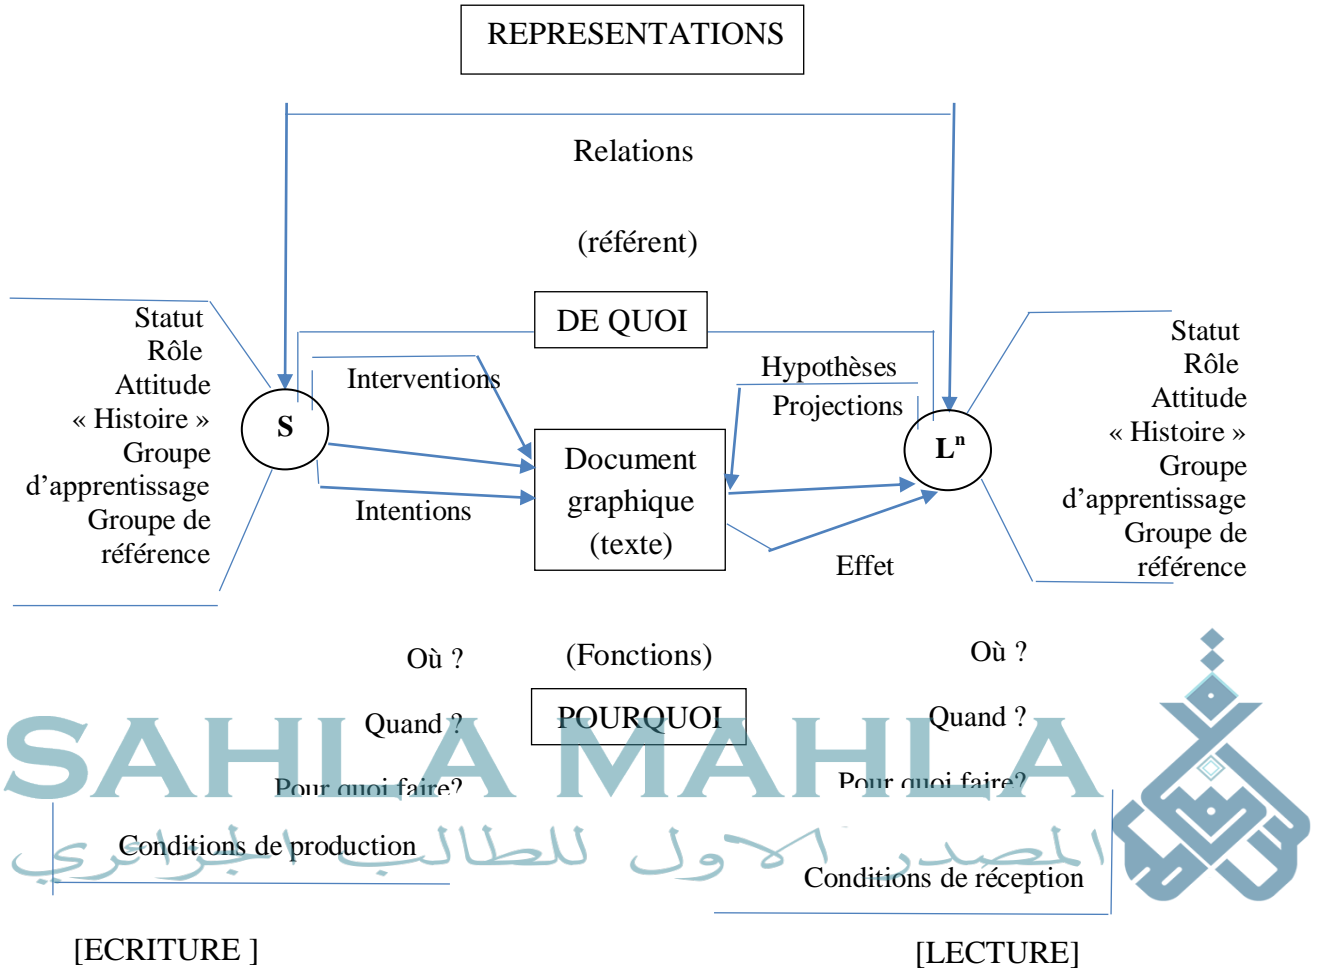 REPRESENTATIONS
Relations
(référent)
DE QUOI
Statut
Rôle
Attitude
« Histoire »
Groupe
d’apprentissage
Groupe de
référence
S
Interventions
Intentions
Document
graphique
(texte)
Hypothèses
Projections
Effet
Lⁿ
Statut
Rôle
Attitude
« Histoire »
Groupe
d’apprentissage
Groupe de
référence
Où ?
Quand ?
Pour quoi faire?
(Fonctions)
POURQUOI
Où ?
Quand ?
Pour quoi faire?
SAHLA MAHLA
المصدر الاول للطالب الجزائري
Conditions de production
Conditions de réception
[ECRITURE ]
[LECTURE]